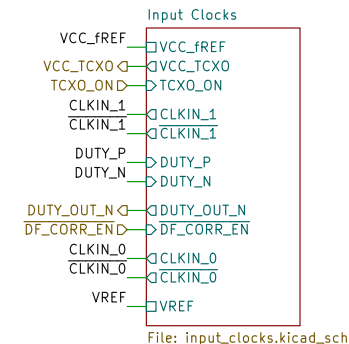 Input Clocks
VCC_fREF VCC_fREF
VCC_TCXO VCC_TCXO
TCXO_ON TCXO_ON
CLKIN_1 CLKIN_1
CLKIN_1 CLKIN_1
DUTY_P DUTY_P
DUTY_N DUTY_N
DUTY_OUT_N DUTY_OUT_N
DF_CORR_EN DF_CORR_EN
CLKIN_0 CLKIN_0
CLKIN_0 CLKIN_0
VREF VREF
File: input_clocks.kicad_sch